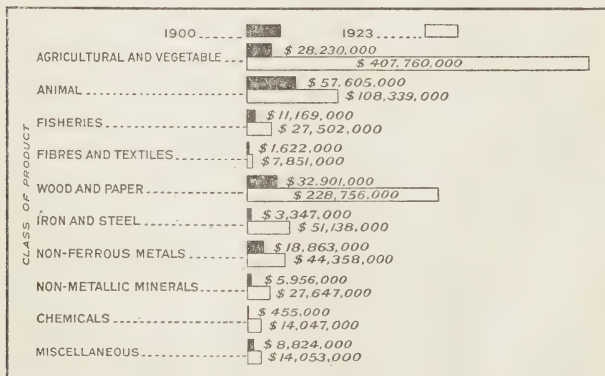 1900 1923
$ 28,230,000
AGRICULTURAL AND VEGETABLE
$ 407,760,000
$ 57,605,000
ANIMAL
$ 108,339,000
$ 11,169,000
FISHERIES
$ 27,502,000
$ 1.622,000
FIBRES AND TEXTILES
$ 7,851,000
$ 32,901,000
WOOD AND PAPER
$ 228,756,000
$ 3,347,000
IRON AND STEEL
$ 51,138,000
$ 18,863,000
NON-FERROUS METALS
$ 44,358,000
$ 5,956,000
NON-METALLIC MINERALS
$ 27,647,000
$ 455,000
CHEMICALS
$ 14,047,000
$ 8,824,000
MISCELLANEOUS
$ 14,053,000
CLASS OF PRODUCT